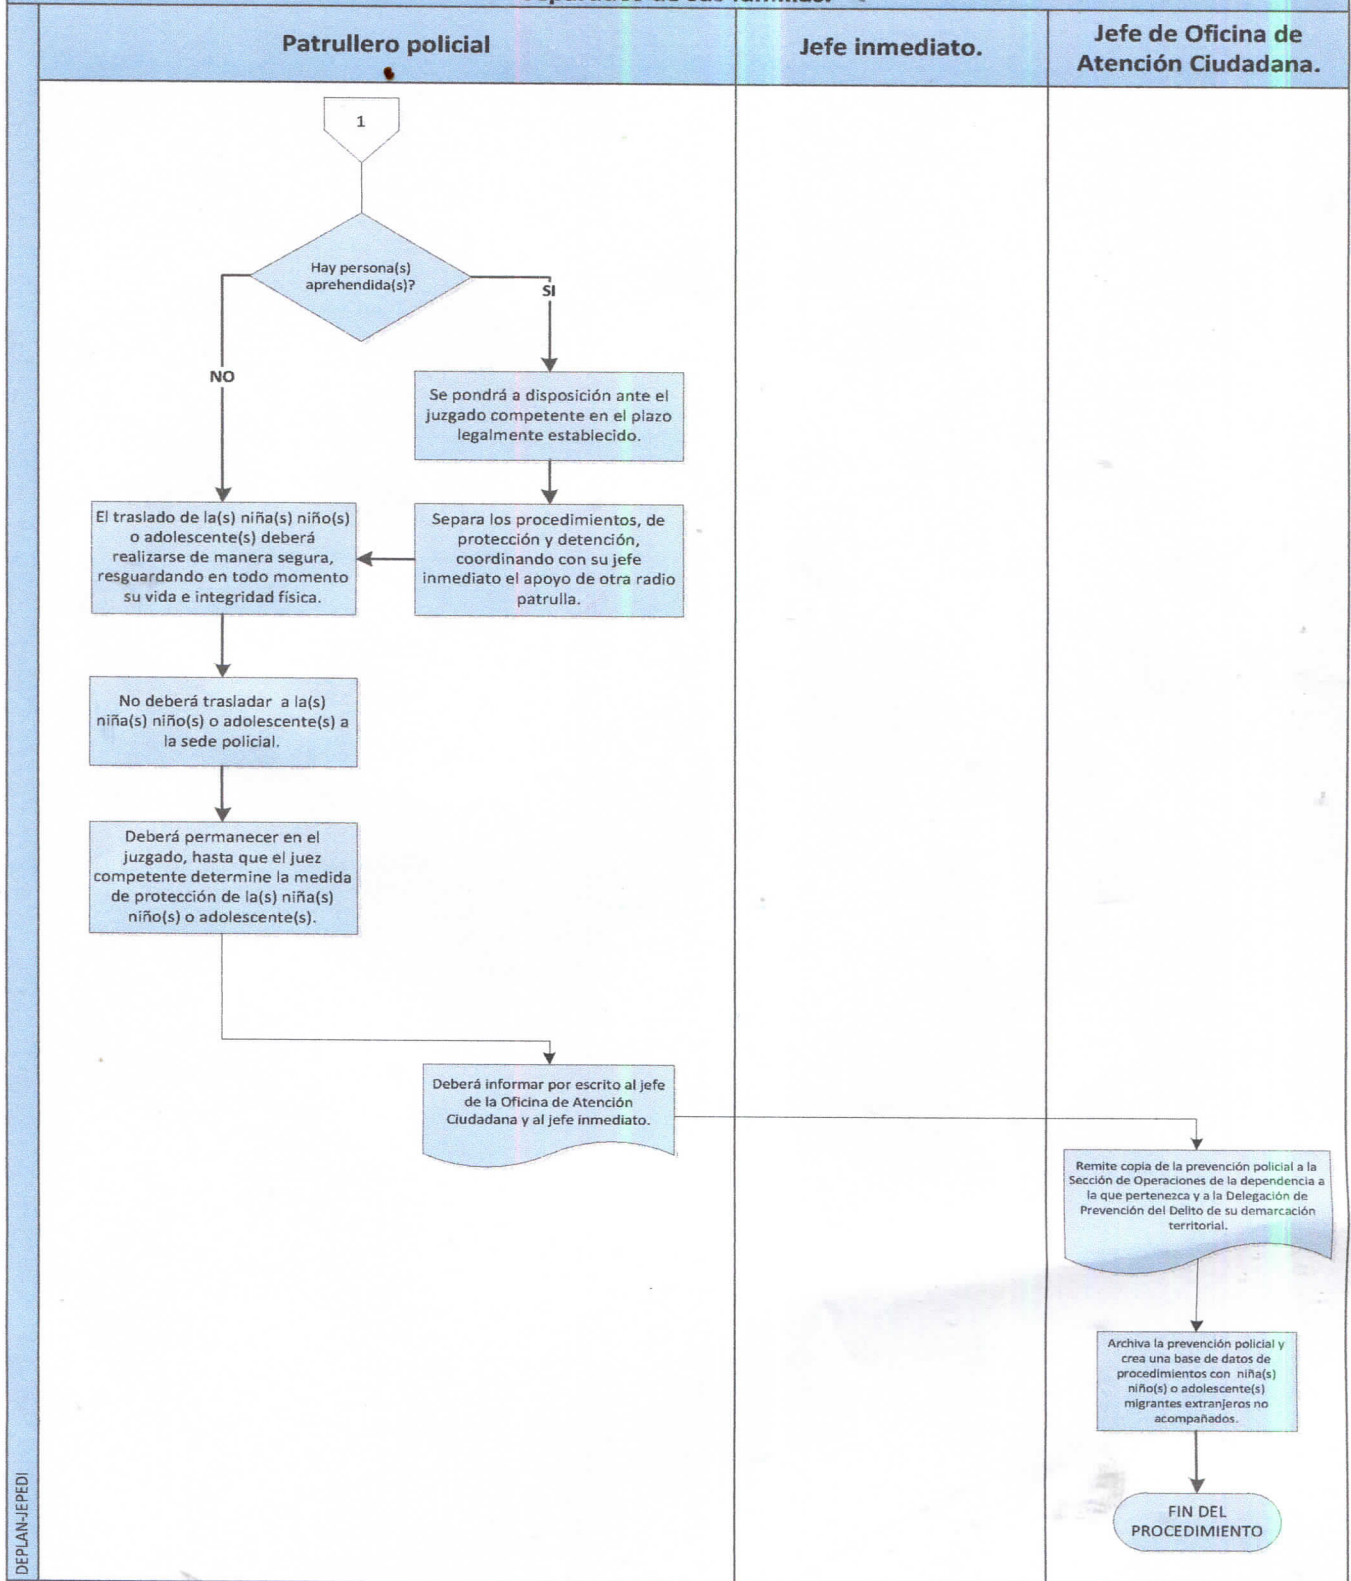 separados de sus familias.
Patrullero policial
Jefe inmediato.
Jefe de Oficina de
Atención Ciudadana.
1
Hay persona(s)
aprehendida(s)?
SI
NO
Se pondrá a disposición ante el
juzgado competente en el plazo
legalmente establecido.
Separa los procedimientos, de
protección y detención,
coordinando con su jefe
inmediato el apoyo de otra radio
patrulla.
El traslado de la(s) niña(s) niño(s)
o adolescente(s) deberá
realizarse de manera segura,
resguardando en todo momento
su vida e integridad física.
No deberá trasladar a la(s)
niña(s) niño(s) o adolescente(s) a
la sede policial.
Deberá permanecer en el
juzgado, hasta que el juez
competente determine la medida
de protección de la(s) niña(s)
niño(s) o adolescente(s).
Deberá informar por escrito al jefe
de la Oficina de Atención
Ciudadana y al jefe inmediato.
Remite copia de la prevención policial a la
Sección de Operaciones de la dependencia a
la que pertenezca y a la Delegación de
Prevención del Delito de su demarcación
territorial.
Archiva la prevención policial y
crea una base de datos de
procedimientos con niña(s)
niño(s) o adolescente(s)
migrantes extranjeros no
acompañados.
FIN DEL
PROCEDIMIENTO
DEPLAN-JEPEDI